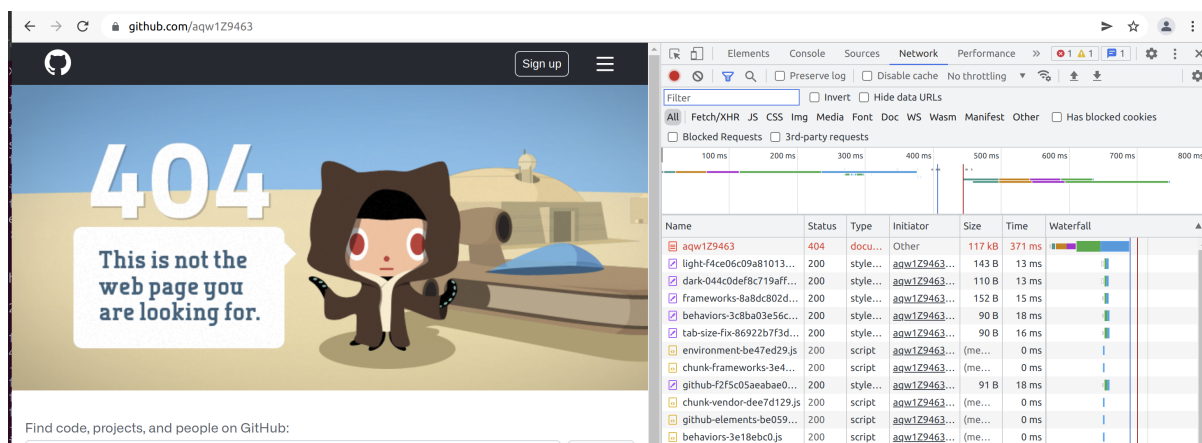 github.com/aqw1Z9463
Sign up
404
This is not the
web page you
are looking for.
Find code, projects, and people on GitHub:
Elements Console Sources Network Performance » 1 1 1
Preserve log Disable cache No throttling
Filter Invert Hide data URLs
All Fetch/XHR JS CSS Img Media Font Doc WS Wasm Manifest Other Has blocked cookies
Blocked Requests 3rd-party requests
100 ms 200 ms 300 ms 400 ms 500 ms 600 ms 700 ms 800 ms
Name Status Type Initiator Size Time Waterfall
aqw1Z9463 404 docu... Other 117 kB 371 ms
light-f4ce06c09a81013... 200 style... aqw1Z9463... 143 B 13 ms
dark-044c0def8c719aff... 200 style... aqw1Z9463... 110 B 13 ms
frameworks-8a8dc802d... 200 style... aqw1Z9463... 152 B 15 ms
behaviors-3c8ba03e56c... 200 style... aqw1Z9463... 90 B 18 ms
tab-size-fix-86922b7f3d... 200 style... aqw1Z9463... 90 B 16 ms
environment-be47ed29.js 200 script aqw1Z9463... (me... 0 ms
chunk-frameworks-3e4... 200 script aqw1Z9463... (me... 0 ms
github-f2f5c05aeabae0... 200 style... aqw1Z9463... 91 B 18 ms
chunk-vendor-dee7d129.js 200 script aqw1Z9463... (me... 0 ms
github-elements-be059... 200 script aqw1Z9463... (me... 0 ms
behaviors-3e18ebc0.js 200 script aqw1Z9463... (me... 0 ms